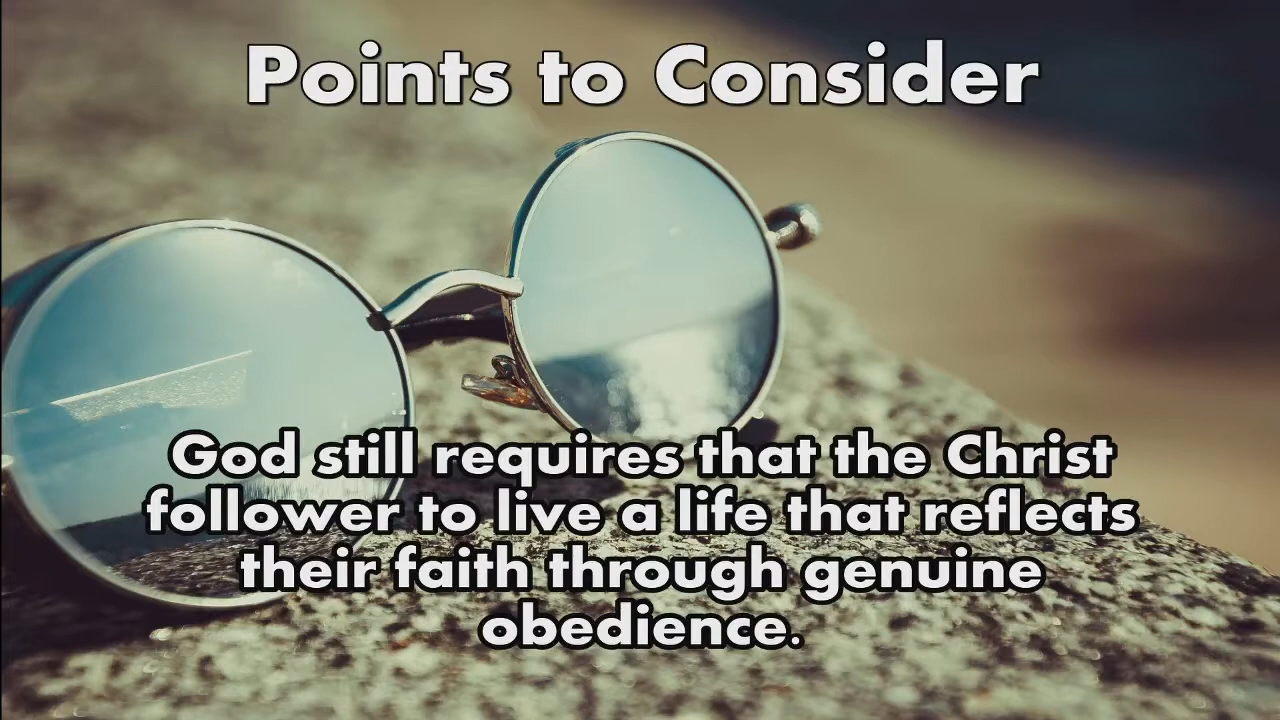 Points to Consider
God still requires that the Christ
follower to live a life that reflects
their faith through genuine
obedience.